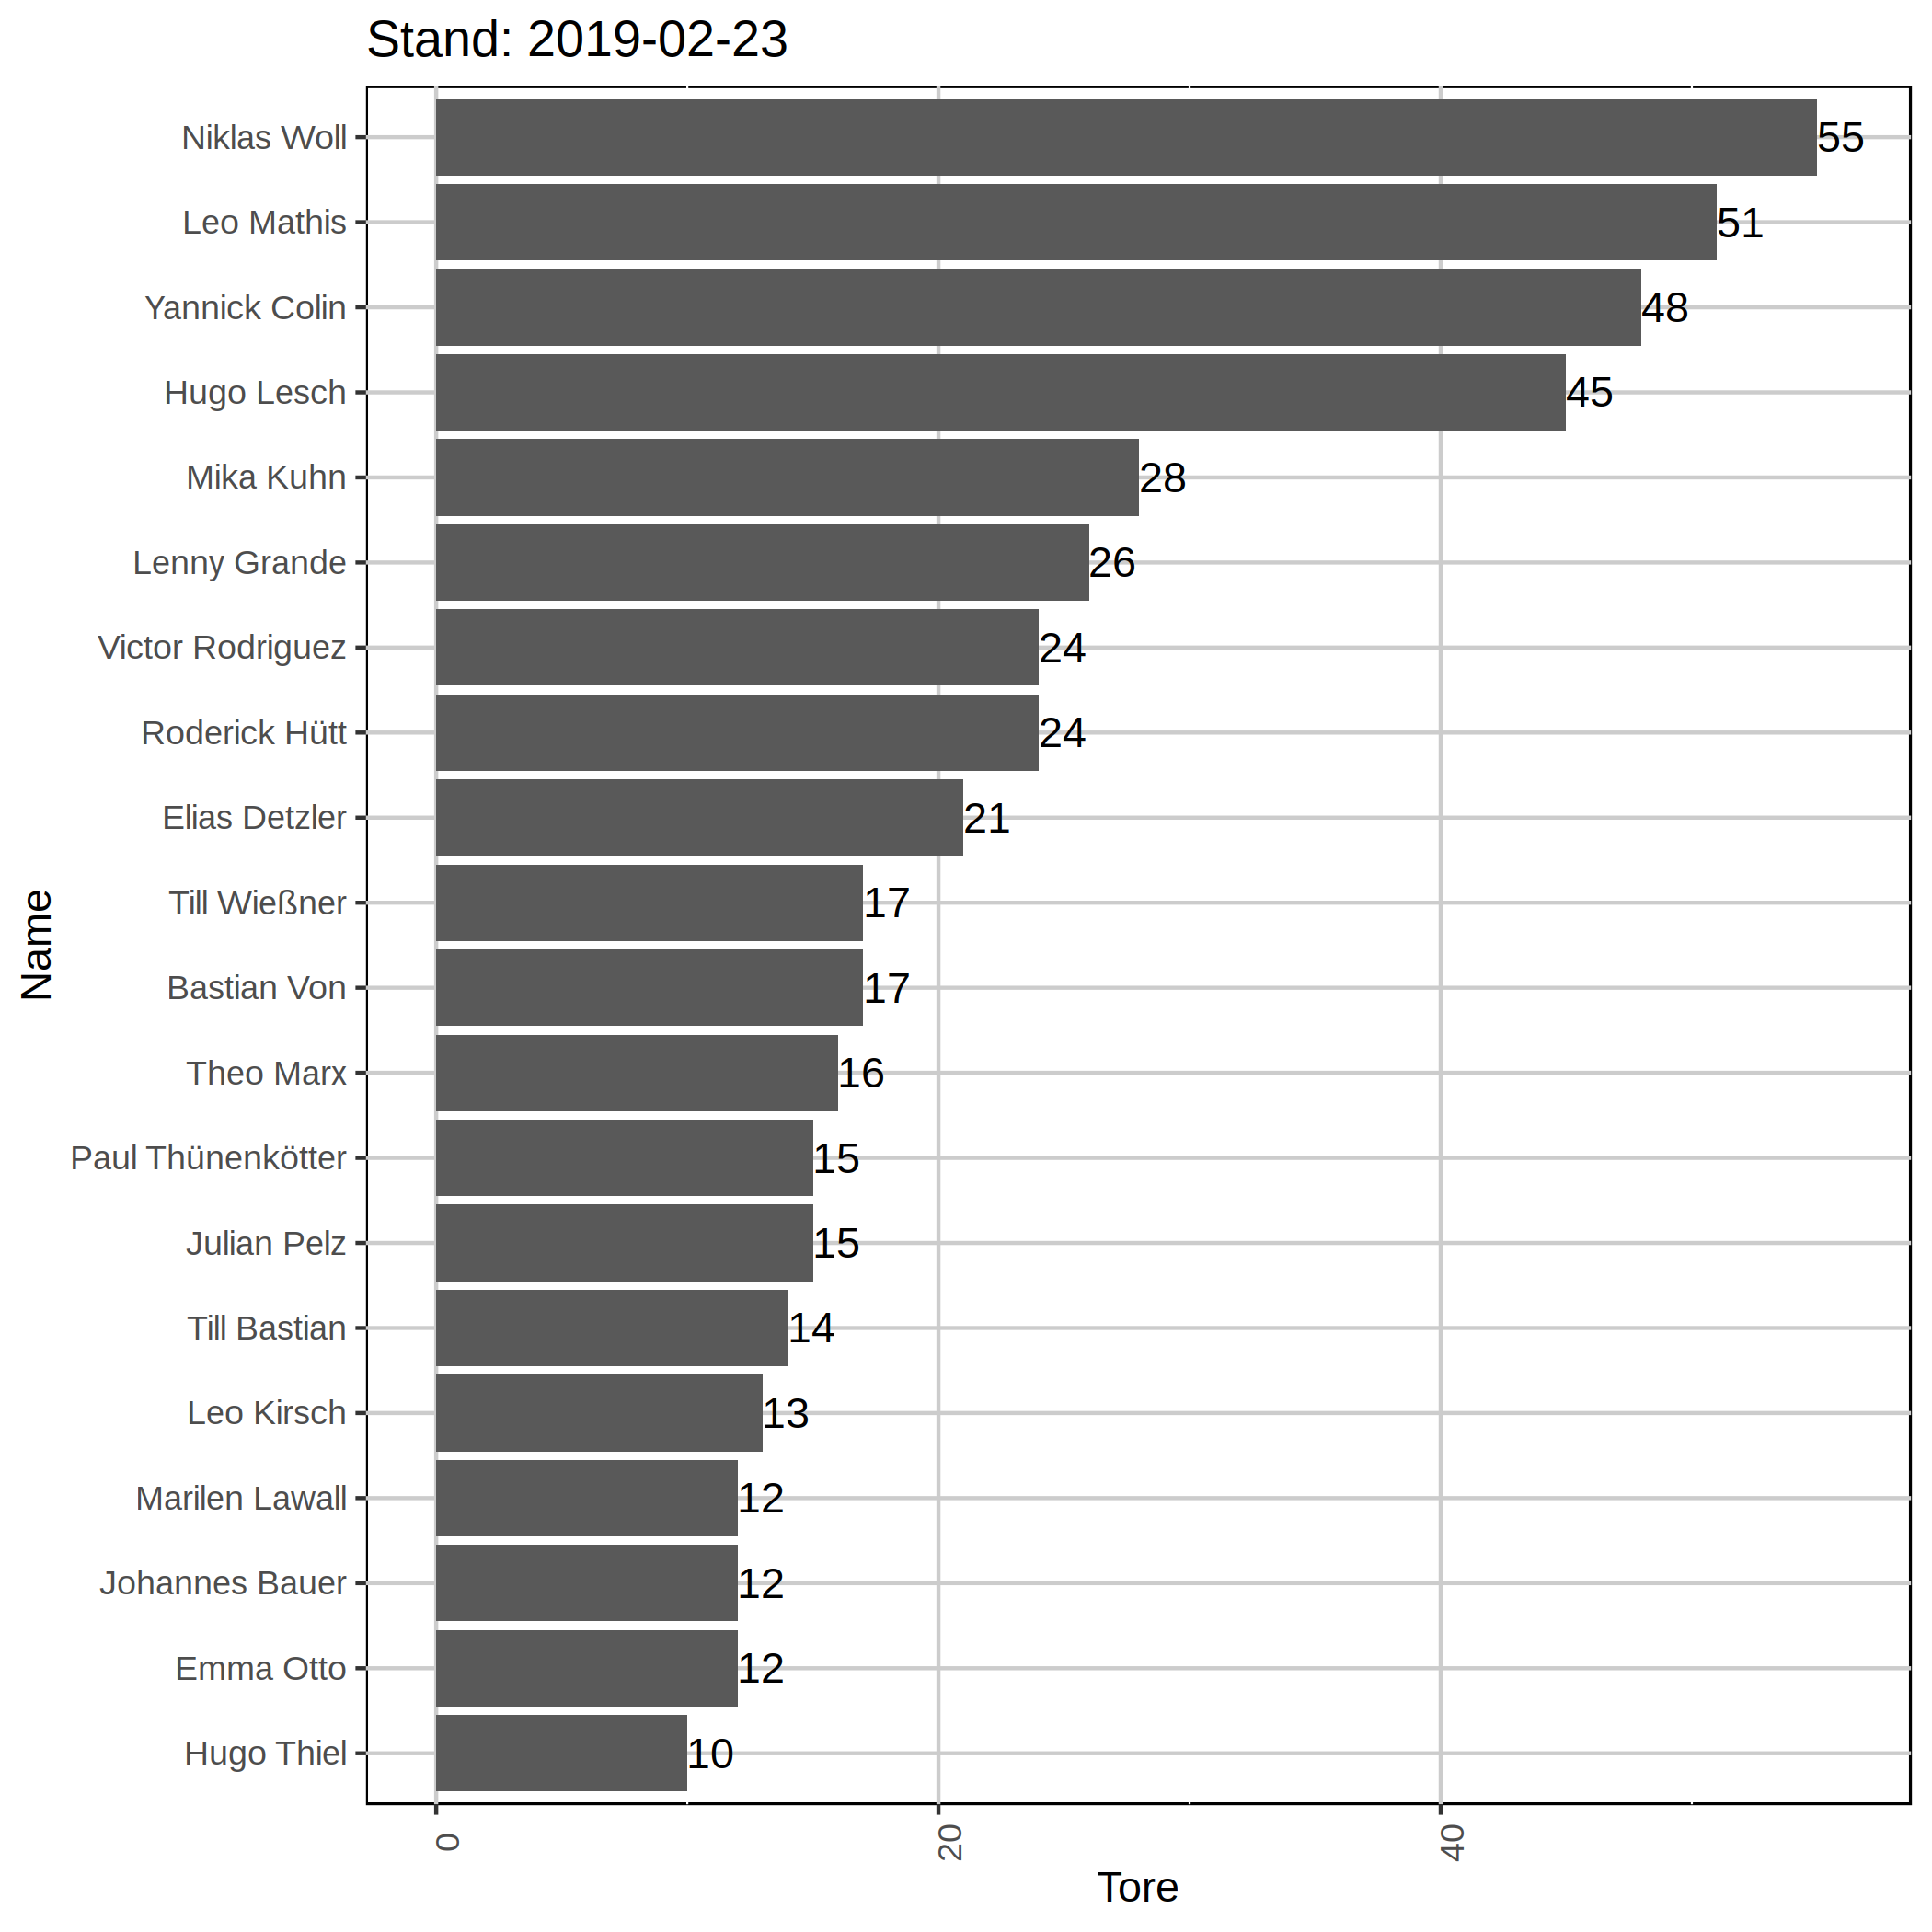 Stand: 2019-02-23
Name
Niklas Woll 55
Leo Mathis 51
Yannick Colin 48
Hugo Lesch 45
Mika Kuhn 28
Lenny Grande 26
Victor Rodriguez 24
Roderick Hütt 24
Elias Detzler 21
Till Wießner 17
Bastian Von 17
Theo Marx 16
Paul Thünenkötter 15
Julian Pelz 15
Till Bastian 14
Leo Kirsch 13
Marilen Lawall 12
Johannes Bauer 12
Emma Otto 12
Hugo Thiel 10
0 20 40
Tore